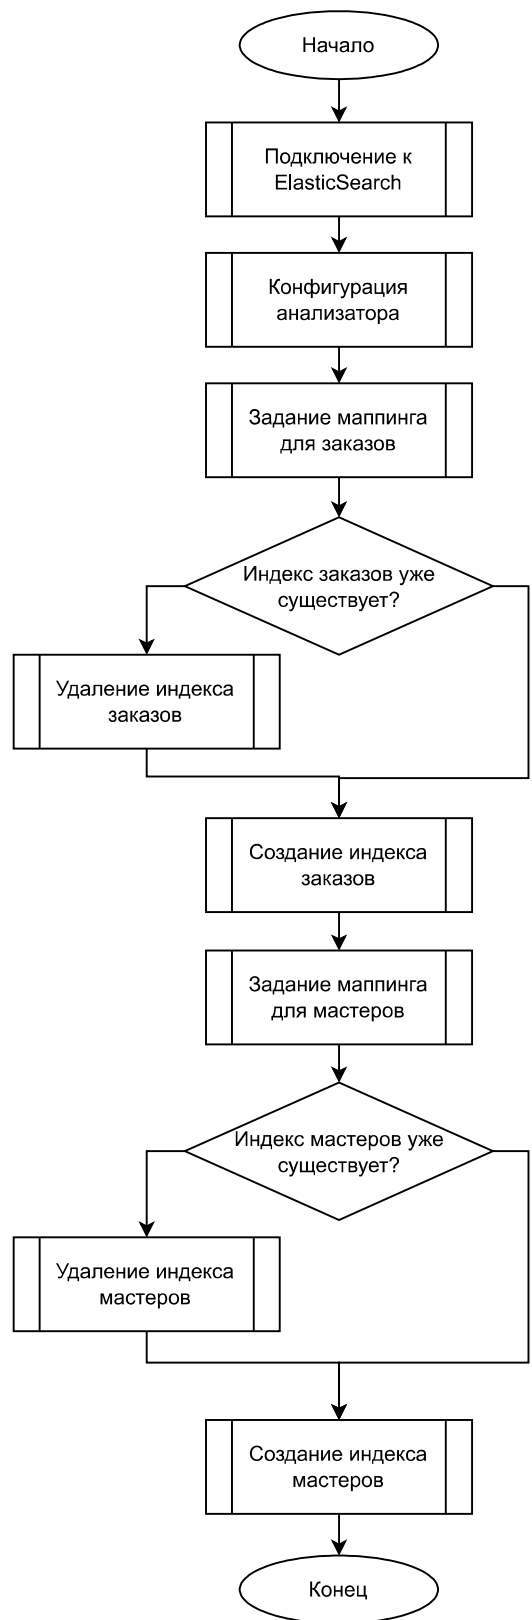 Начало
Подключение к
ElasticSearch
Конфигурация
анализатора
Задание маппинга
для заказов
Индекс заказов уже
существует?
Удаление индекса
заказов
Создание индекса
заказов
Задание маппинга
для мастеров
Индекс мастеров уже
существует?
Удаление индекса
мастеров
Создание индекса
мастеров
Конец